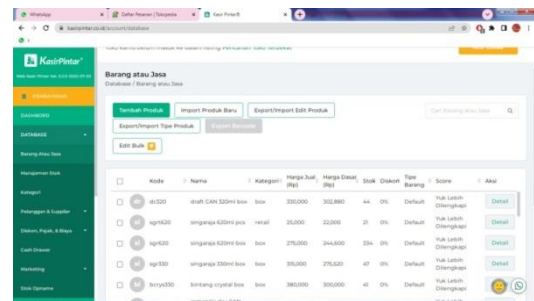 WhatsApp
Daftar Pesanan | Tokopedia
Kasir Pintar®
kasirpintar.co.id/account/database
KasirPintar®
DASHBOARD
DATABASE
Barang atau Jasa
Manajemen Stok
Kategori
Pelanggan & Supplier
Diskon, Pajak, & Biaya
Cash Drawer
Marketing
Stok Opname
Barang atau Jasa
Database / Barang atau Jasa
Tambah Produk
Import Produk Baru
Export/Import Edit Produk
Cari Barang atau Jasa
Export/Import Tipe Produk
Export Barcode
Edit Bulk
Kode Nama Kategori Harga Jual (Rp) Harga Dasar (Rp) Stok Diskon Tipe Barang Score Aksi
dr dc320 draft CAN 320ml box box 320,000 302,880 44 0% Default Yuk Lebih Dilengkapi Detail
si sgrt620 singaraja 620ml pcs retail 25,000 22,000 21 0% Default Yuk Lebih Dilengkapi Detail
si sgr620 singaraja 620ml box box 275,000 244,600 334 0% Default Yuk Lebih Dilengkapi Detail
si sgr330 singaraja 330ml box box 315,000 275,520 47 0% Default Yuk Lebih Dilengkapi Detail
bcrys330 bintang crystal box box 380,000 300,000 41 0% Default Yuk Lebih Dilengkapi